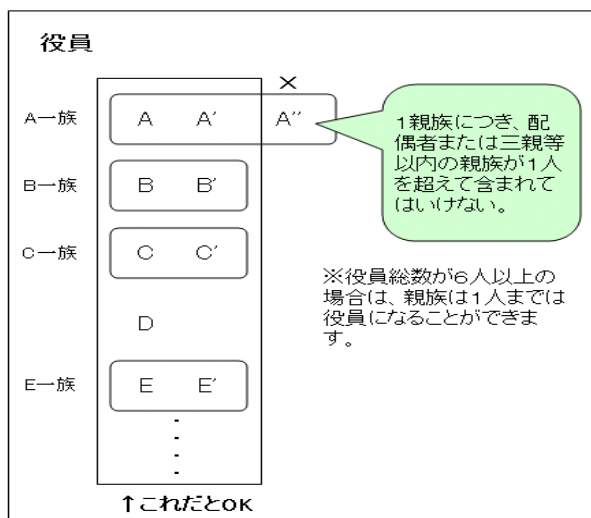 役員
×
A一族 A A′ A″
1親族につき、配
偶者または三親等
以内の親族が1人
を超えて含まれて
はいけない。
B一族 B B′
C一族 C C′
※役員総数が6人以上の
場合は、親族は1人までは
役員になることができま
す。
D
E一族 E E′
↑これだとOK